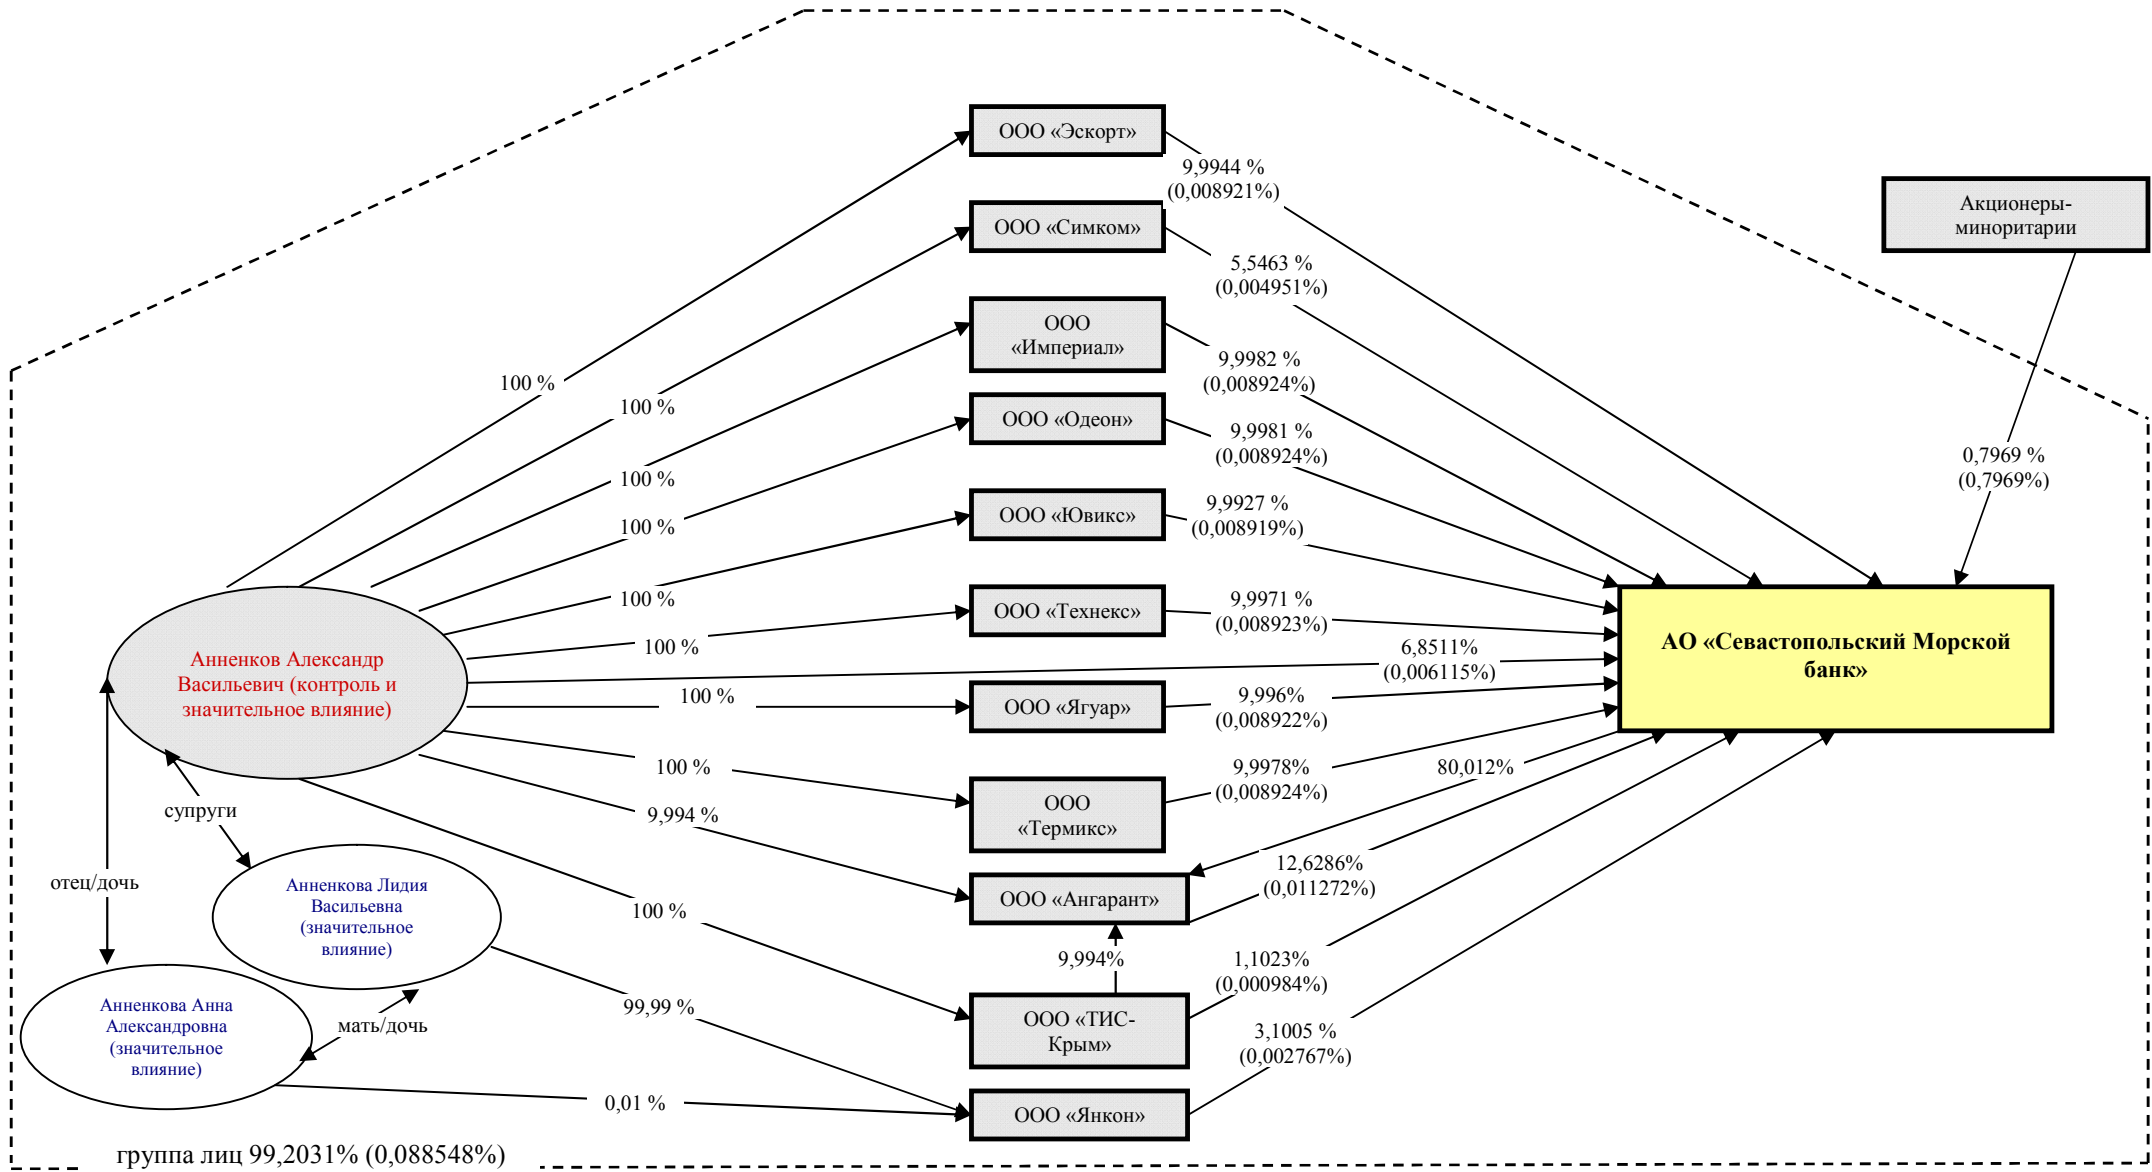 ООО «Эскорт»
9,9944 %
(0,008921%)
Акционеры-
миноритарии
ООО «Симком»
5,5463 %
(0,004951%)
ООО
«Империал»
9,9982 %
(0,008924%)
100 %
100 %
ООО «Одеон»
9,9981 %
(0,008924%)
0,7969 %
(0,7969%)
100 %
100 %
ООО «Ювикс»
9,9927 %
(0,008919%)
100 %
ООО «Технекс»
9,9971 %
(0,008923%)
100 %
6,8511%
(0,006115%)
АО «Севастопольский Морской
банк»
Анненков Александр
Васильевич (контроль и
значительное влияние)
100 %
ООО «Ягуар»
9,996%
(0,008922%)
100 %
9,9978%
(0,008924%)
80,012%
супруги
9,994 %
ООО
«Термикс»
отец/дочь
Анненкова Лидия
Васильевна
(значительное
влияние)
100 %
ООО «Ангарант»
12,6286%
(0,011272%)
9,994%
1,1023%
(0,000984%)
Анненкова Анна
Александровна
(значительное
влияние)
мать/дочь
99,99 %
ООО «ТИС-
Крым»
3,1005 %
(0,002767%)
0,01 %
ООО «Янкон»
группа лиц 99,2031% (0,088548%)